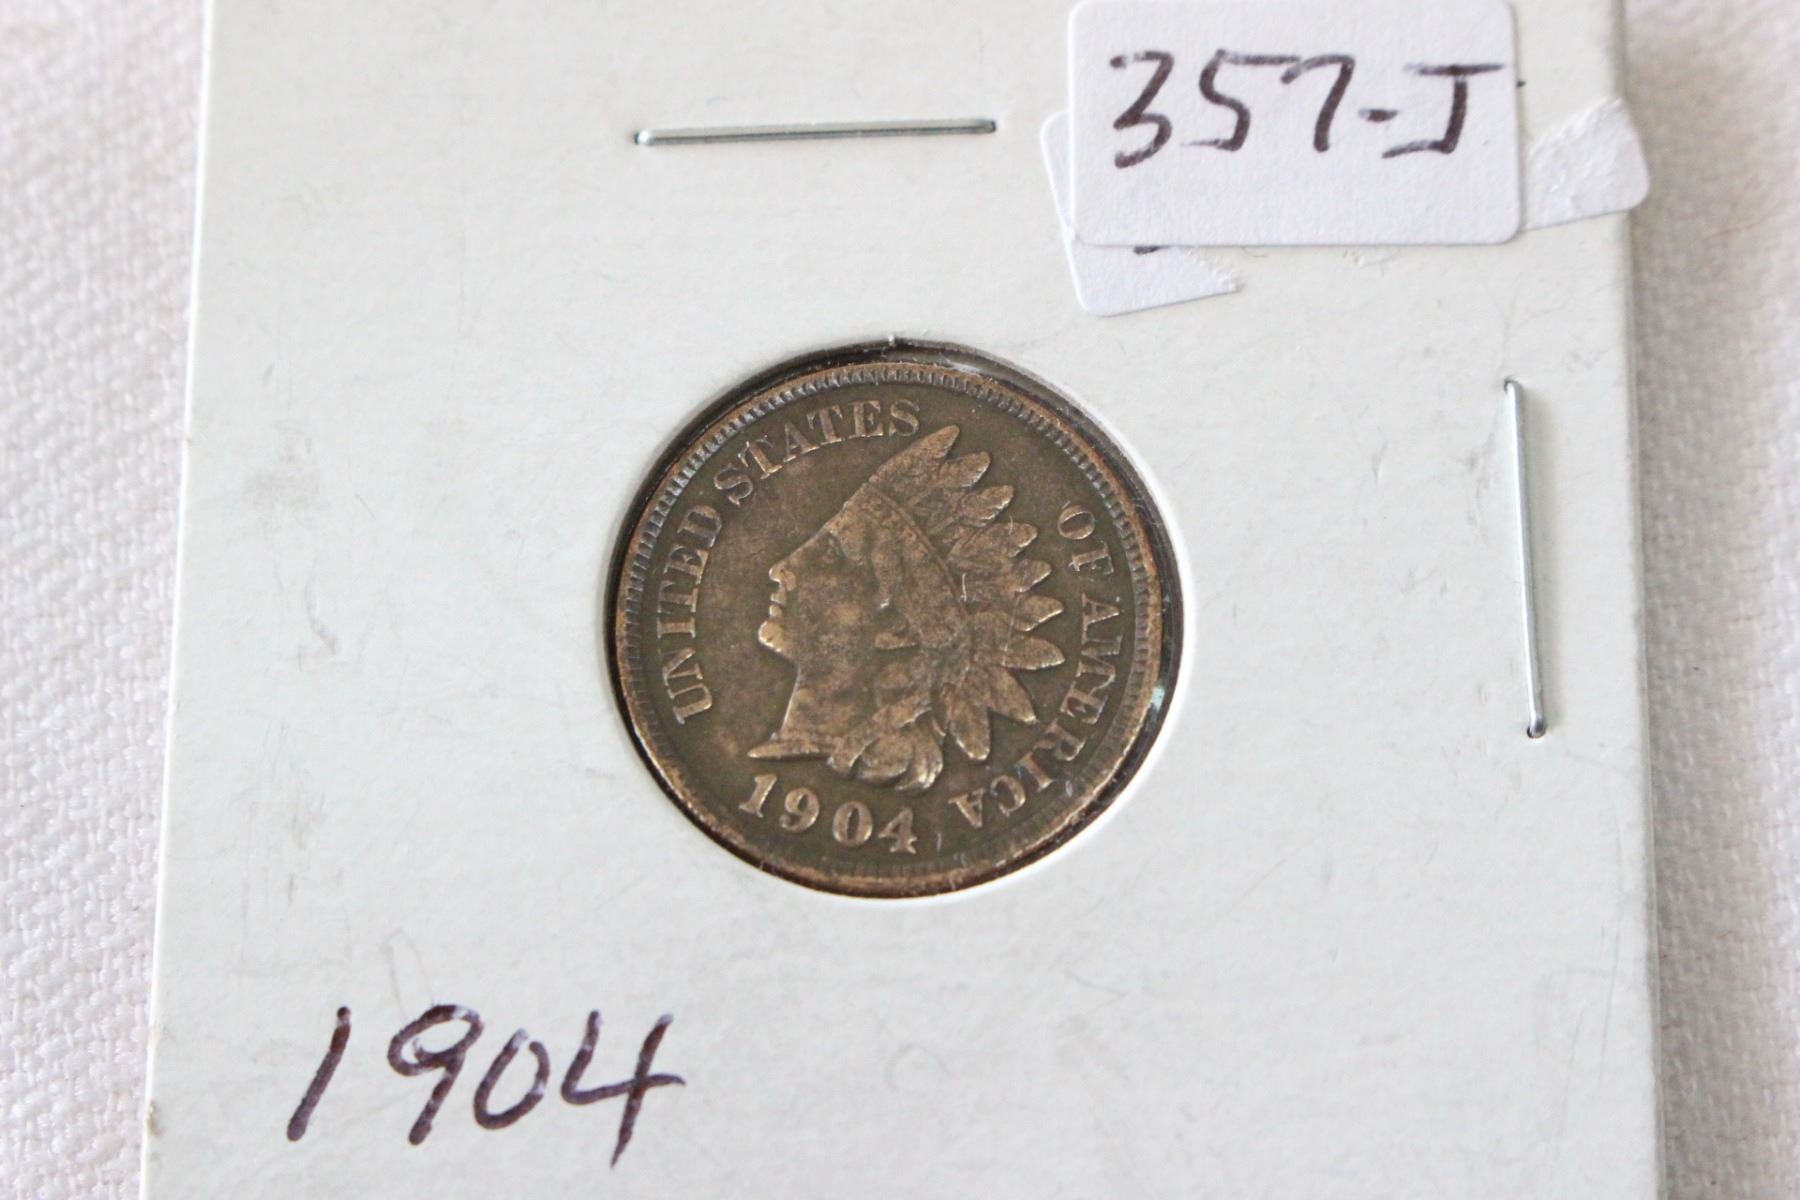 357-J
UNITED STATES OF AMERICA
1904
1904